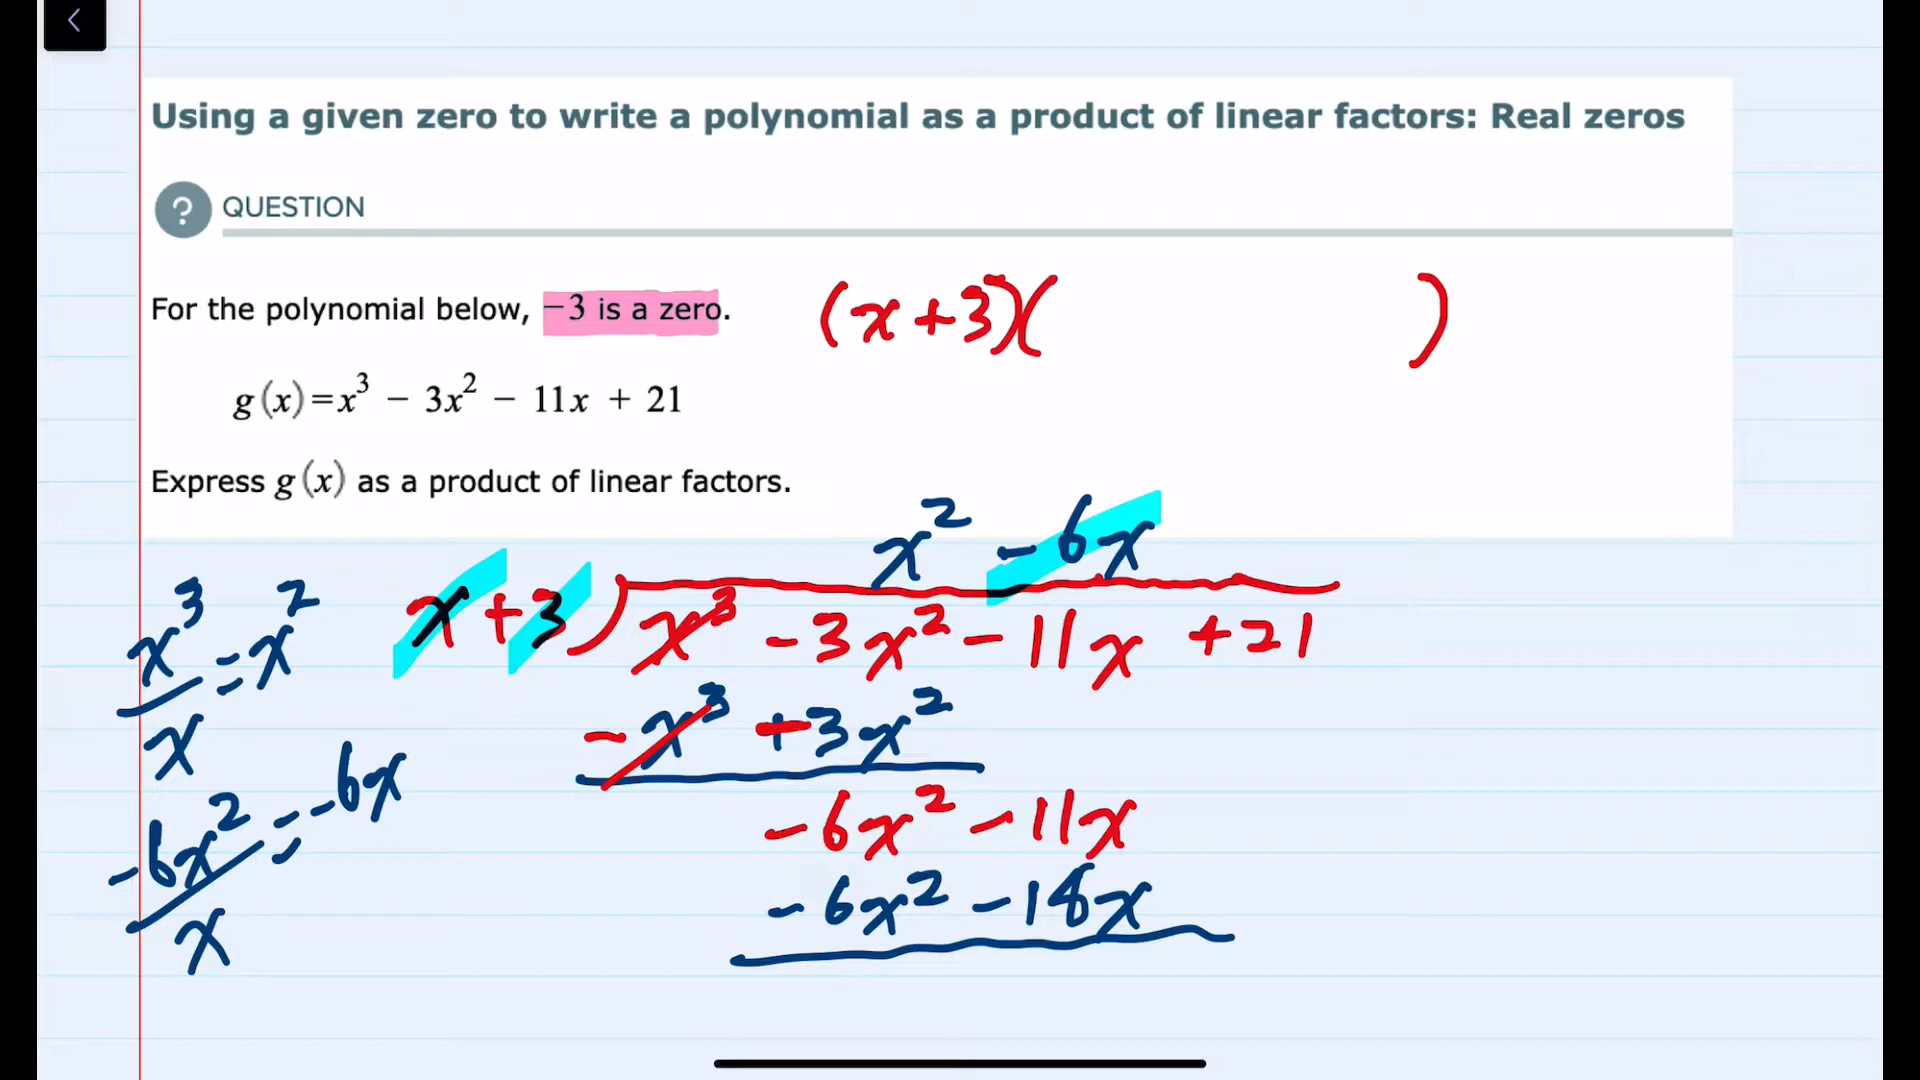 Using a given zero to write a polynomial as a product of linear factors: Real zeros
? QUESTION
For the polynomial below, −3 is a zero.
(x+3)( )
g(x)=x³ − 3x² − 11x + 21
Express g(x) as a product of linear factors.
x² −6x
x+3)x³ −3x² −11x +21
x³/x = x²
−x³ +3x²
−6x² −11x
−6x²/x = −6x
−6x² −18x